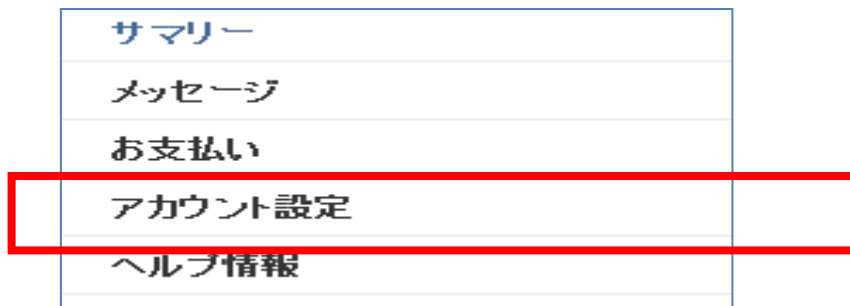 サマリー
メッセージ
お支払い
アカウント設定
ヘルプ情報